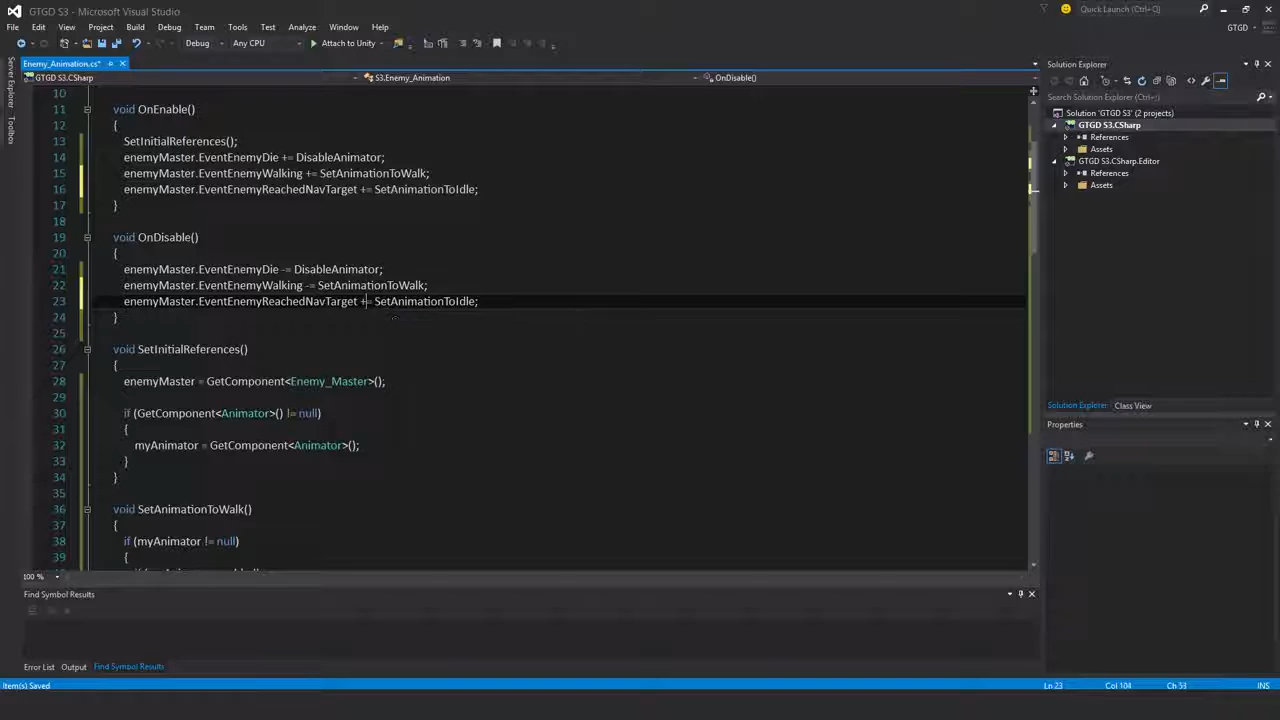 GTGD S3 - Microsoft Visual Studio
Quick Launch (Ctrl+Q)
File Edit View Project Build Debug Team Tools Test Analyze Window Help
GTGD
Debug Any CPU Attach to Unity
Server Explorer
Toolbox
Enemy_Animation.cs*
GTGD S3.CSharp S3.Enemy_Animation OnDisable()
10
11 void OnEnable()
12 {
13 SetInitialReferences();
14 enemyMaster.EventEnemyDie += DisableAnimator;
15 enemyMaster.EventEnemyWalking += SetAnimationToWalk;
16 enemyMaster.EventEnemyReachedNavTarget += SetAnimationToIdle;
17 }
18
19 void OnDisable()
20 {
21 enemyMaster.EventEnemyDie -= DisableAnimator;
22 enemyMaster.EventEnemyWalking -= SetAnimationToWalk;
23 enemyMaster.EventEnemyReachedNavTarget += SetAnimationToIdle;
24 }
25
26 void SetInitialReferences()
27 {
28 enemyMaster = GetComponent<Enemy_Master>();
29
30 if (GetComponent<Animator>() != null)
31 {
32 myAnimator = GetComponent<Animator>();
33 }
34 }
35
36 void SetAnimationToWalk()
37 {
38 if (myAnimator != null)
39 {
100 %
Find Symbol Results
Error List Output Find Symbol Results
Solution Explorer
Search Solution Explorer (Ctrl+;)
Solution 'GTGD S3' (2 projects)
GTGD S3.CSharp
References
Assets
GTGD S3.CSharp.Editor
References
Assets
Solution Explorer Class View
Properties
Item(s) Saved Ln 23 Col 104 Ch 53 INS